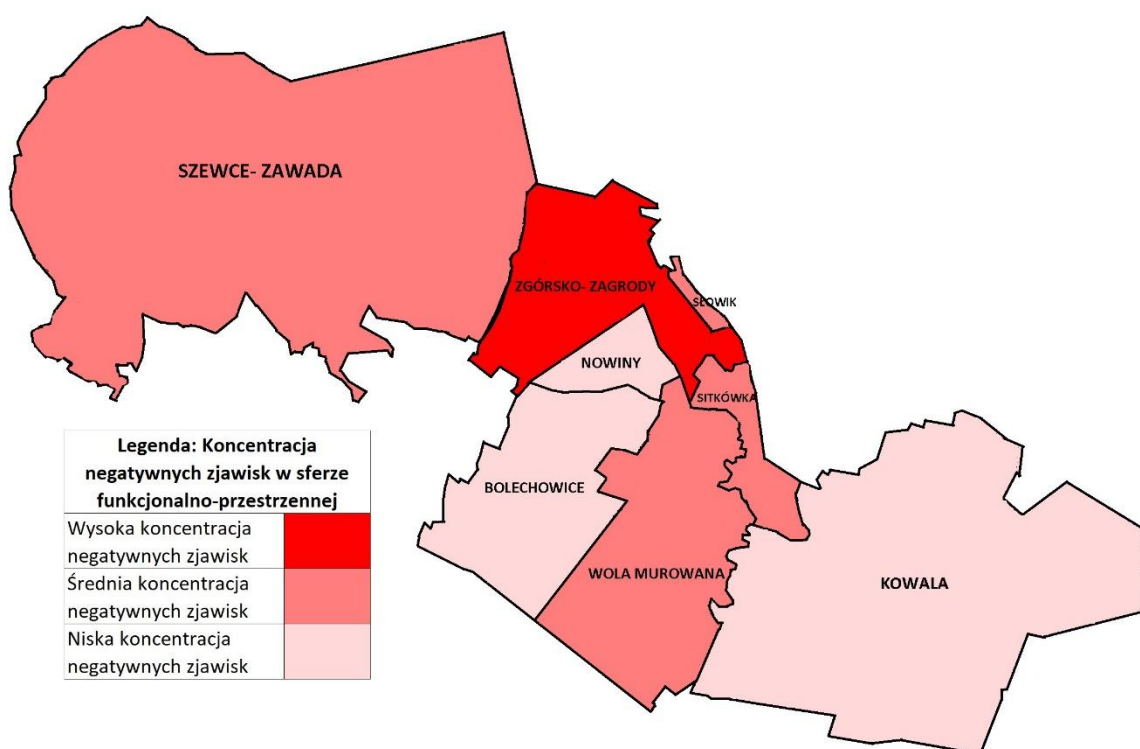 SZEWCE- ZAWADA
ZGÓRSKO- ZAGRODY
SŁOWIK
NOWINY
SITKÓWKA
BOLECHOWICE
WOLA MUROWANA
KOWALA
Legenda: Koncentracja
negatywnych zjawisk w sferze
funkcjonalno-przestrzennej
Wysoka koncentracja
negatywnych zjawisk
Średnia koncentracja
negatywnych zjawisk
Niska koncentracja
negatywnych zjawisk